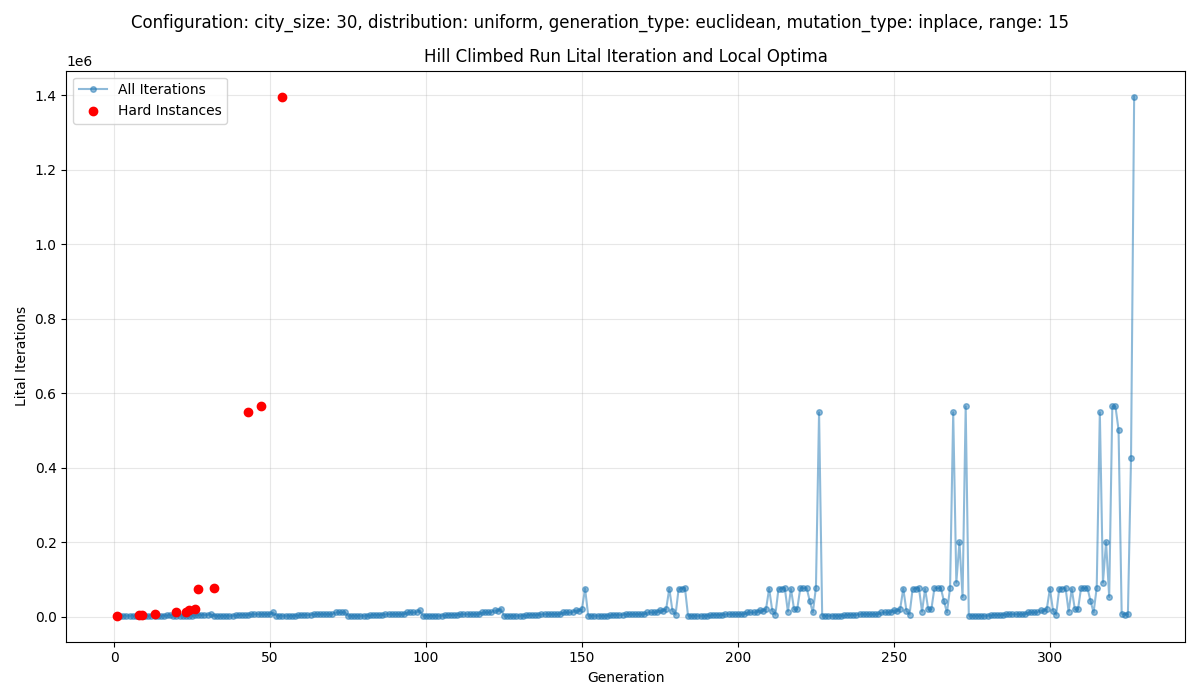 Configuration: city_size: 30, distribution: uniform, generation_type: euclidean, mutation_type: inplace, range: 15
Hill Climbed Run Lital Iteration and Local Optima
1e6
All Iterations
Hard Instances
1.4
1.2
1.0
0.8
0.6
0.4
0.2
0.0
Lital Iterations
0 50 100 150 200 250 300
Generation